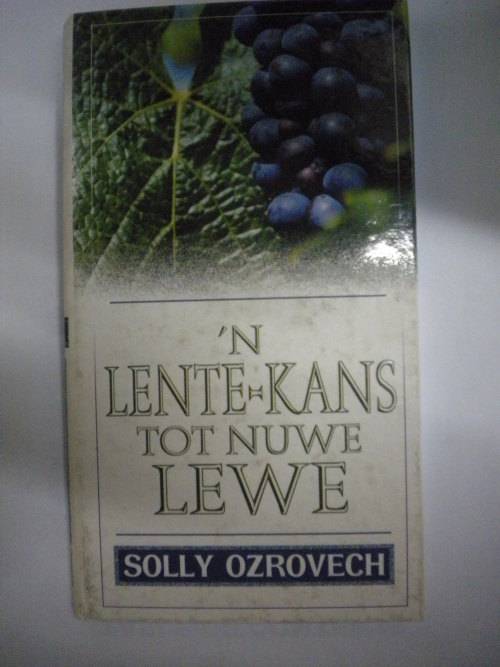 'N
LENTE-KANS
TOT NUWE
LEWE
SOLLY OZROVECH